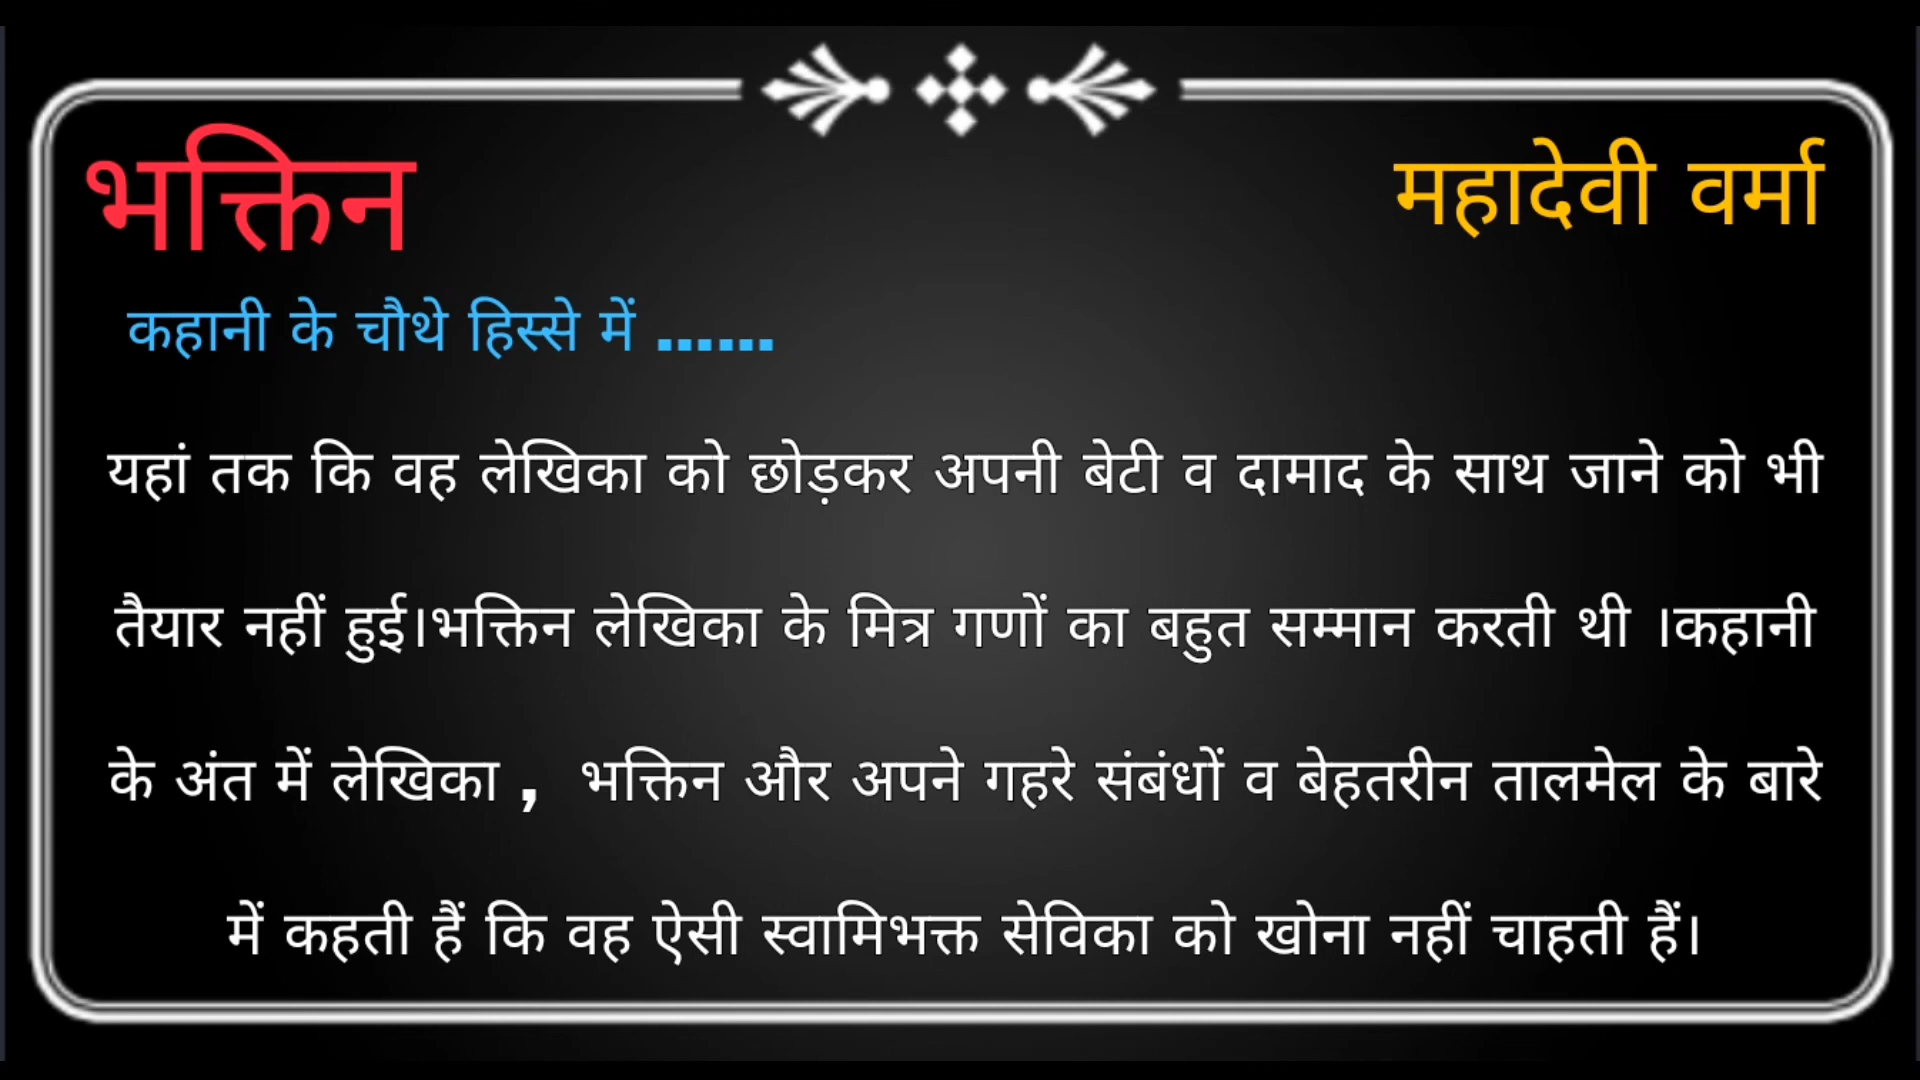 भक्तिन
महादेवी वर्मा
कहानी के चौथे हिस्से में ......
यहां तक कि वह लेखिका को छोड़कर अपनी बेटी व दामाद के साथ जाने को भी
तैयार नहीं हुई।भक्तिन लेखिका के मित्र गणों का बहुत सम्मान करती थी ।कहानी
के अंत में लेखिका , भक्तिन और अपने गहरे संबंधों व बेहतरीन तालमेल के बारे
में कहती हैं कि वह ऐसी स्वामिभक्त सेविका को खोना नहीं चाहती हैं।